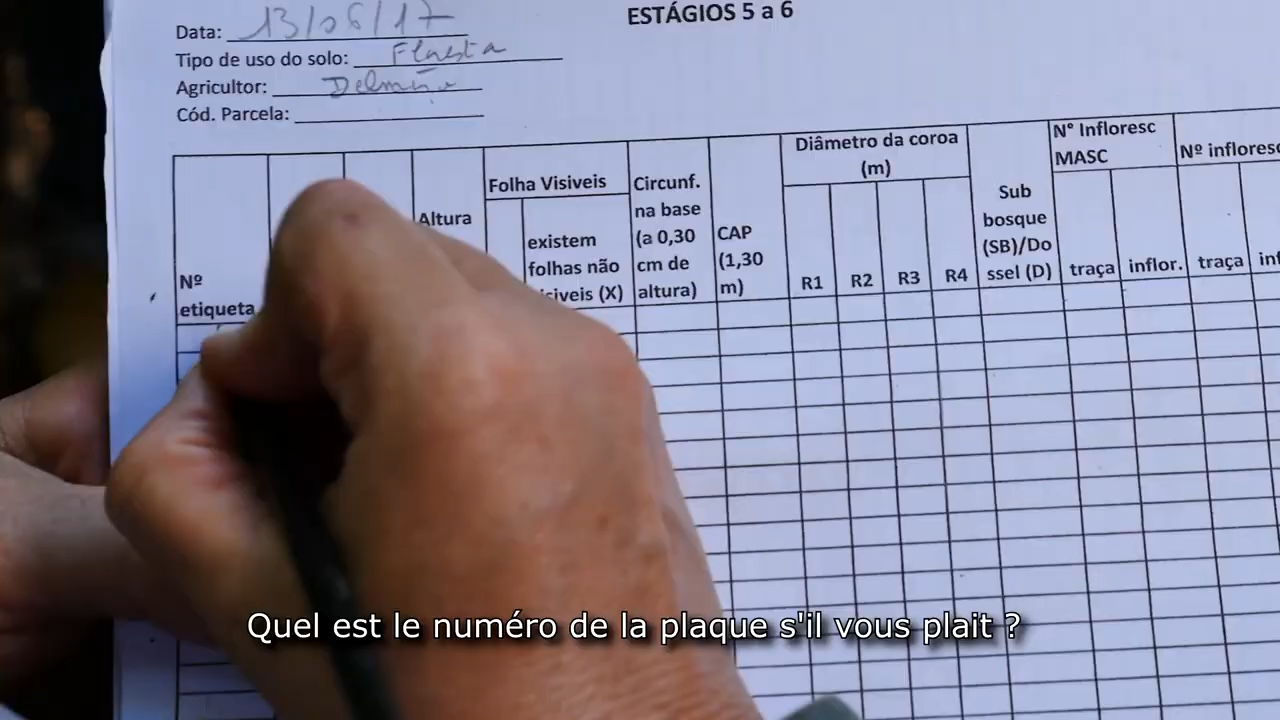 ESTÁGIOS 5 a 6
Data: 13/06/17
Tipo de uso do solo: Floresta
Agricultor:
Cód. Parcela:
Nº etiqueta
Altura
Folha Visiveis
existem folhas não
(X)
Circunf. na base (a 0,30 cm de altura)
CAP (1,30 m)
Diâmetro da coroa (m)
R1 R2 R3 R4
Sub bosque (SB)/Do ssel (D)
N° Infloresc MASC
traça inflor.
Nº infloresc
traça
Quel est le numéro de la plaque s'il vous plait ?